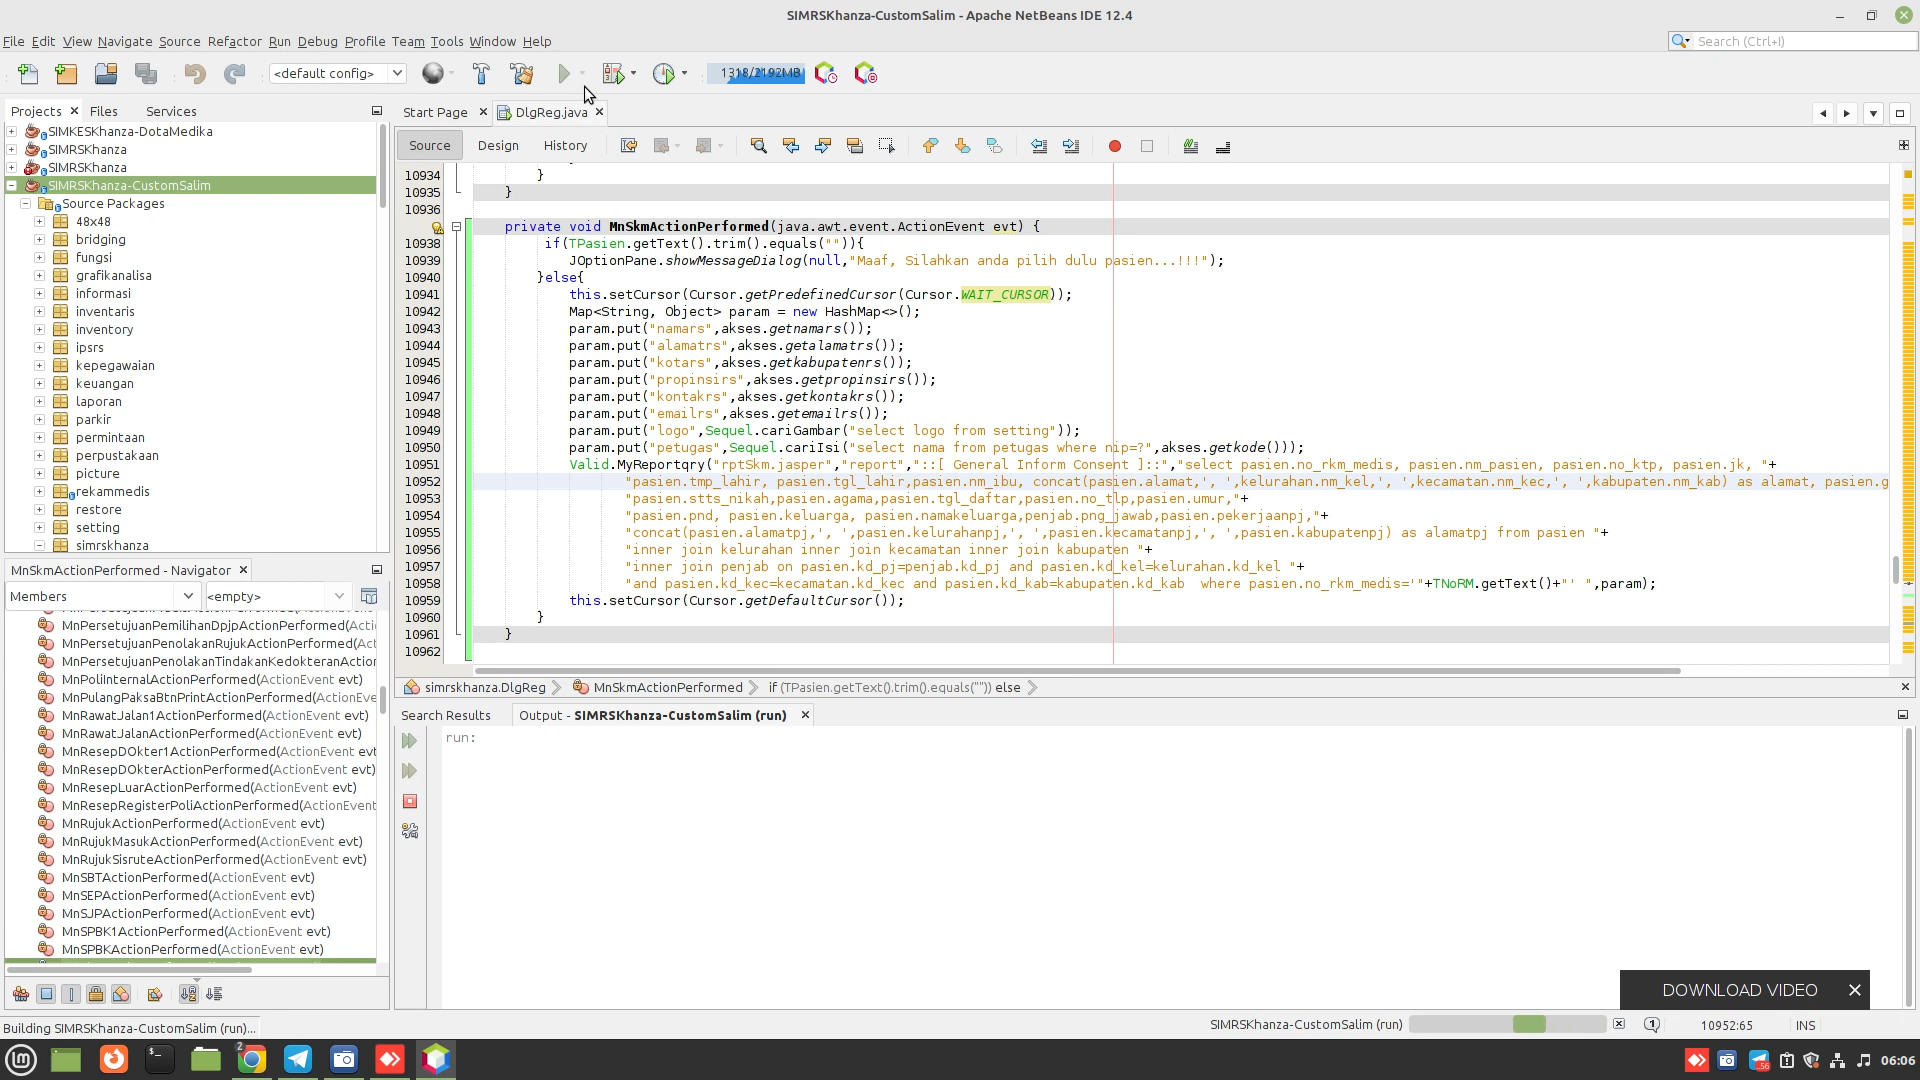 SIMRSKhanza-CustomSalim - Apache NetBeans IDE 12.4
File Edit View Navigate Source Refactor Run Debug Profile Team Tools Window Help
Search (Ctrl+I)
<default config>
1318/2192MB
Projects Files Services
Start Page DlgReg.java
SIMKESKhanza-DotaMedika
SIMRSKhanza
SIMRSKhanza
SIMRSKhanza-CustomSalim
Source Packages
48x48
bridging
fungsi
grafikanalisa
informasi
inventaris
inventory
ipsrs
kepegawaian
keuangan
laporan
parkir
permintaan
perpustakaan
picture
rekammedis
restore
setting
simrskhanza
Source Design History
10934 }
10935 }
10936
private void MnSkmActionPerformed(java.awt.event.ActionEvent evt) {
10938 if(TPasien.getText().trim().equals("")){
10939 JOptionPane.showMessageDialog(null,"Maaf, Silahkan anda pilih dulu pasien...!!!");
10940 }else{
10941 this.setCursor(Cursor.getPredefinedCursor(Cursor.WAIT_CURSOR));
10942 Map<String, Object> param = new HashMap<>();
10943 param.put("namars",akses.getnamars());
10944 param.put("alamatrs",akses.getalamatrs());
10945 param.put("kotars",akses.getkabupatenrs());
10946 param.put("propinsirs",akses.getpropinsirs());
10947 param.put("kontakrs",akses.getkontakrs());
10948 param.put("emailrs",akses.getemailrs());
10949 param.put("logo",Sequel.cariGambar("select logo from setting"));
10950 param.put("petugas",Sequel.cariIsi("select nama from petugas where nip=?",akses.getkode()));
10951 Valid.MyReportqry("rptSkm.jasper","report","::[ General Inform Consent ]::","select pasien.no_rkm_medis, pasien.nm_pasien, pasien.no_ktp, pasien.jk, "+
10952 "pasien.tmp_lahir, pasien.tgl_lahir,pasien.nm_ibu, concat(pasien.alamat,', ',kelurahan.nm_kel,', ',kecamatan.nm_kec,', ',kabupaten.nm_kab) as alamat, pasien.g
10953 "pasien.stts_nikah,pasien.agama,pasien.tgl_daftar,pasien.no_tlp,pasien.umur,"+
10954 "pasien.pnd, pasien.keluarga, pasien.namakeluarga,penjab.png_jawab,pasien.pekerjaanpj,"+
10955 "concat(pasien.alamatpj,', ',pasien.kelurahanpj,', ',pasien.kecamatanpj,', ',pasien.kabupatenpj) as alamatpj from pasien "+
10956 "inner join kelurahan inner join kecamatan inner join kabupaten "+
10957 "inner join penjab on pasien.kd_pj=penjab.kd_pj and pasien.kd_kel=kelurahan.kd_kel "+
10958 "and pasien.kd_kec=kecamatan.kd_kec and pasien.kd_kab=kabupaten.kd_kab  where pasien.no_rkm_medis='"+TNoRM.getText()+"' ",param);
10959 this.setCursor(Cursor.getDefaultCursor());
10960 }
10961 }
10962
simrskhanza.DlgReg MnSkmActionPerformed if (TPasien.getText().trim().equals("")) else
MnSkmActionPerformed - Navigator
Members <empty>
MnPersetujuanPemilihanDpjpActionPerformed(Acti
MnPersetujuanPenolakanRujukActionPerformed(Act
MnPersetujuanPenolakanTindakanKedokteranAction
MnPoliInternalActionPerformed(ActionEvent evt)
MnPulangPaksaBtnPrintActionPerformed(ActionEve
MnRawatJalan1ActionPerformed(ActionEvent evt)
MnRawatJalanActionPerformed(ActionEvent evt)
MnResepDOkter1ActionPerformed(ActionEvent evt
MnResepDOkterActionPerformed(ActionEvent evt)
MnResepLuarActionPerformed(ActionEvent evt)
MnResepRegisterPoliActionPerformed(ActionEvent
MnRujukActionPerformed(ActionEvent evt)
MnRujukMasukActionPerformed(ActionEvent evt)
MnRujukSisruteActionPerformed(ActionEvent evt)
MnSBTActionPerformed(ActionEvent evt)
MnSEPActionPerformed(ActionEvent evt)
MnSJPActionPerformed(ActionEvent evt)
MnSPBK1ActionPerformed(ActionEvent evt)
MnSPBKActionPerformed(ActionEvent evt)
Search Results Output - SIMRSKhanza-CustomSalim (run)
run:
DOWNLOAD VIDEO
Building SIMRSKhanza-CustomSalim (run)...
SIMRSKhanza-CustomSalim (run) 1 10952:65 INS
2
06:06